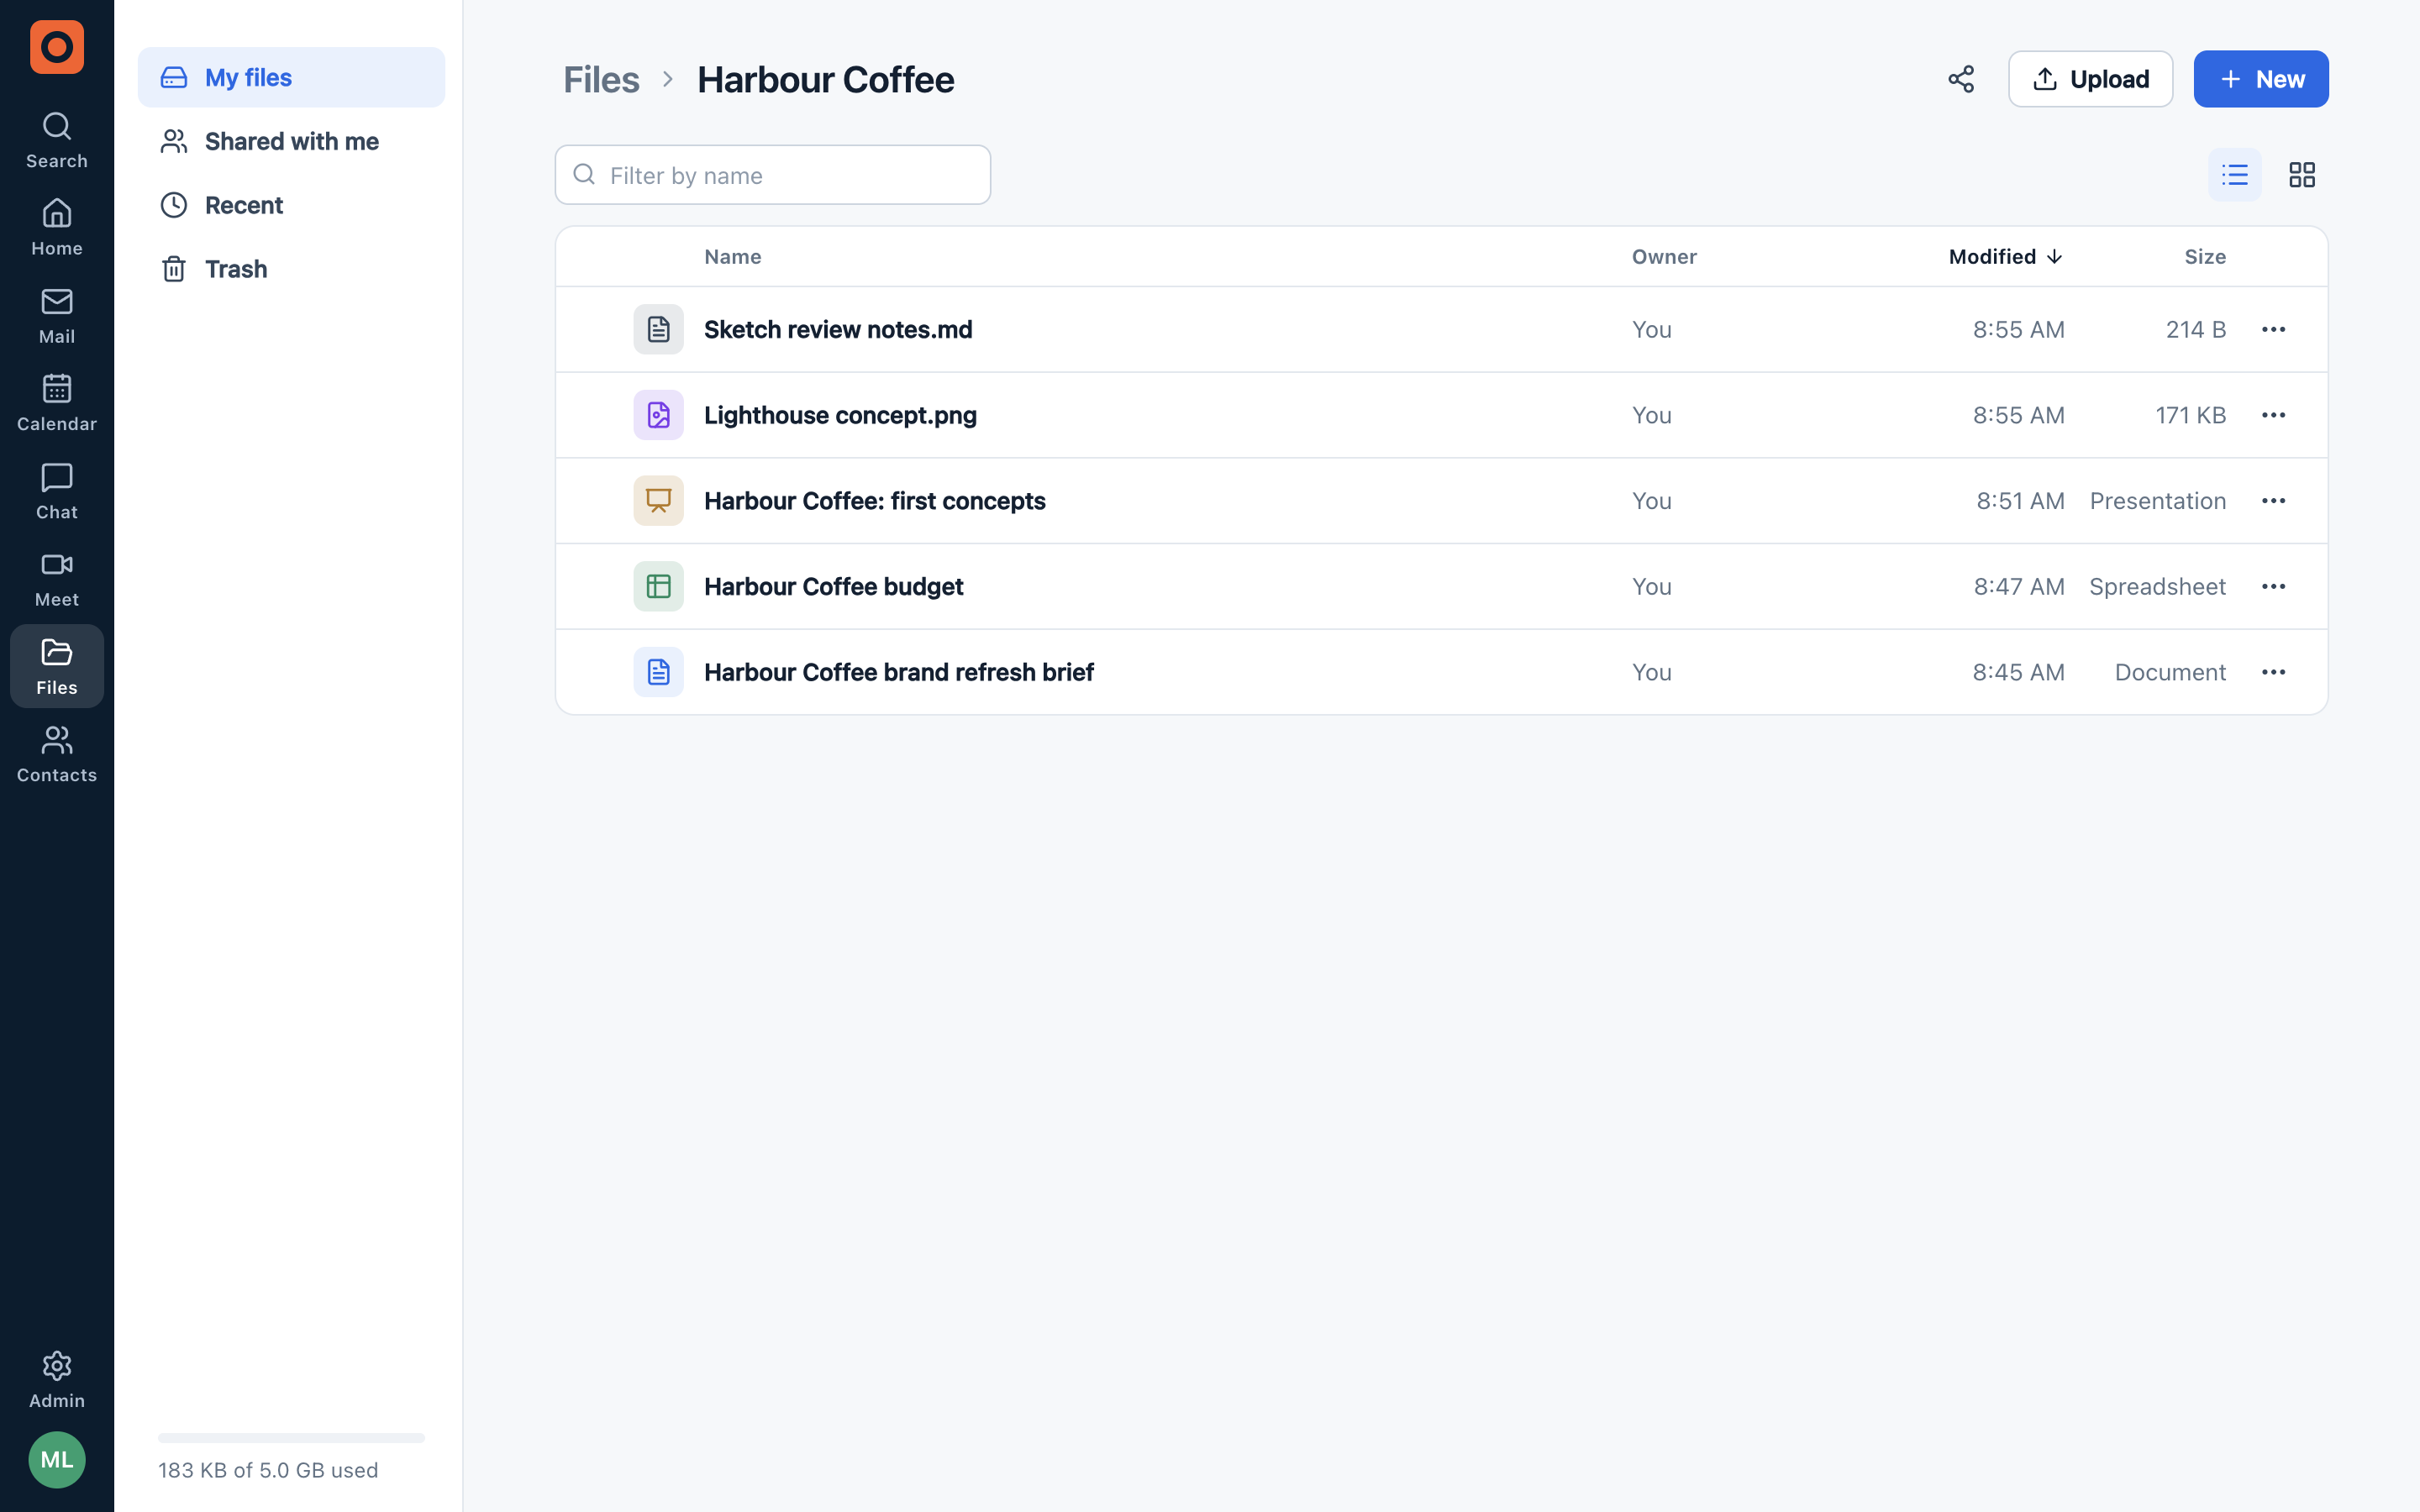 Search
Home
Mail
Calendar
Chat
Meet
Files
Contacts
Admin
ML
My files
Shared with me
Recent
Trash
183 KB of 5.0 GB used
Files > Harbour Coffee
Upload
+ New
Filter by name
Name Owner Modified ↓ Size
Sketch review notes.md You 8:55 AM 214 B
Lighthouse concept.png You 8:55 AM 171 KB
Harbour Coffee: first concepts You 8:51 AM Presentation
Harbour Coffee budget You 8:47 AM Spreadsheet
Harbour Coffee brand refresh brief You 8:45 AM Document